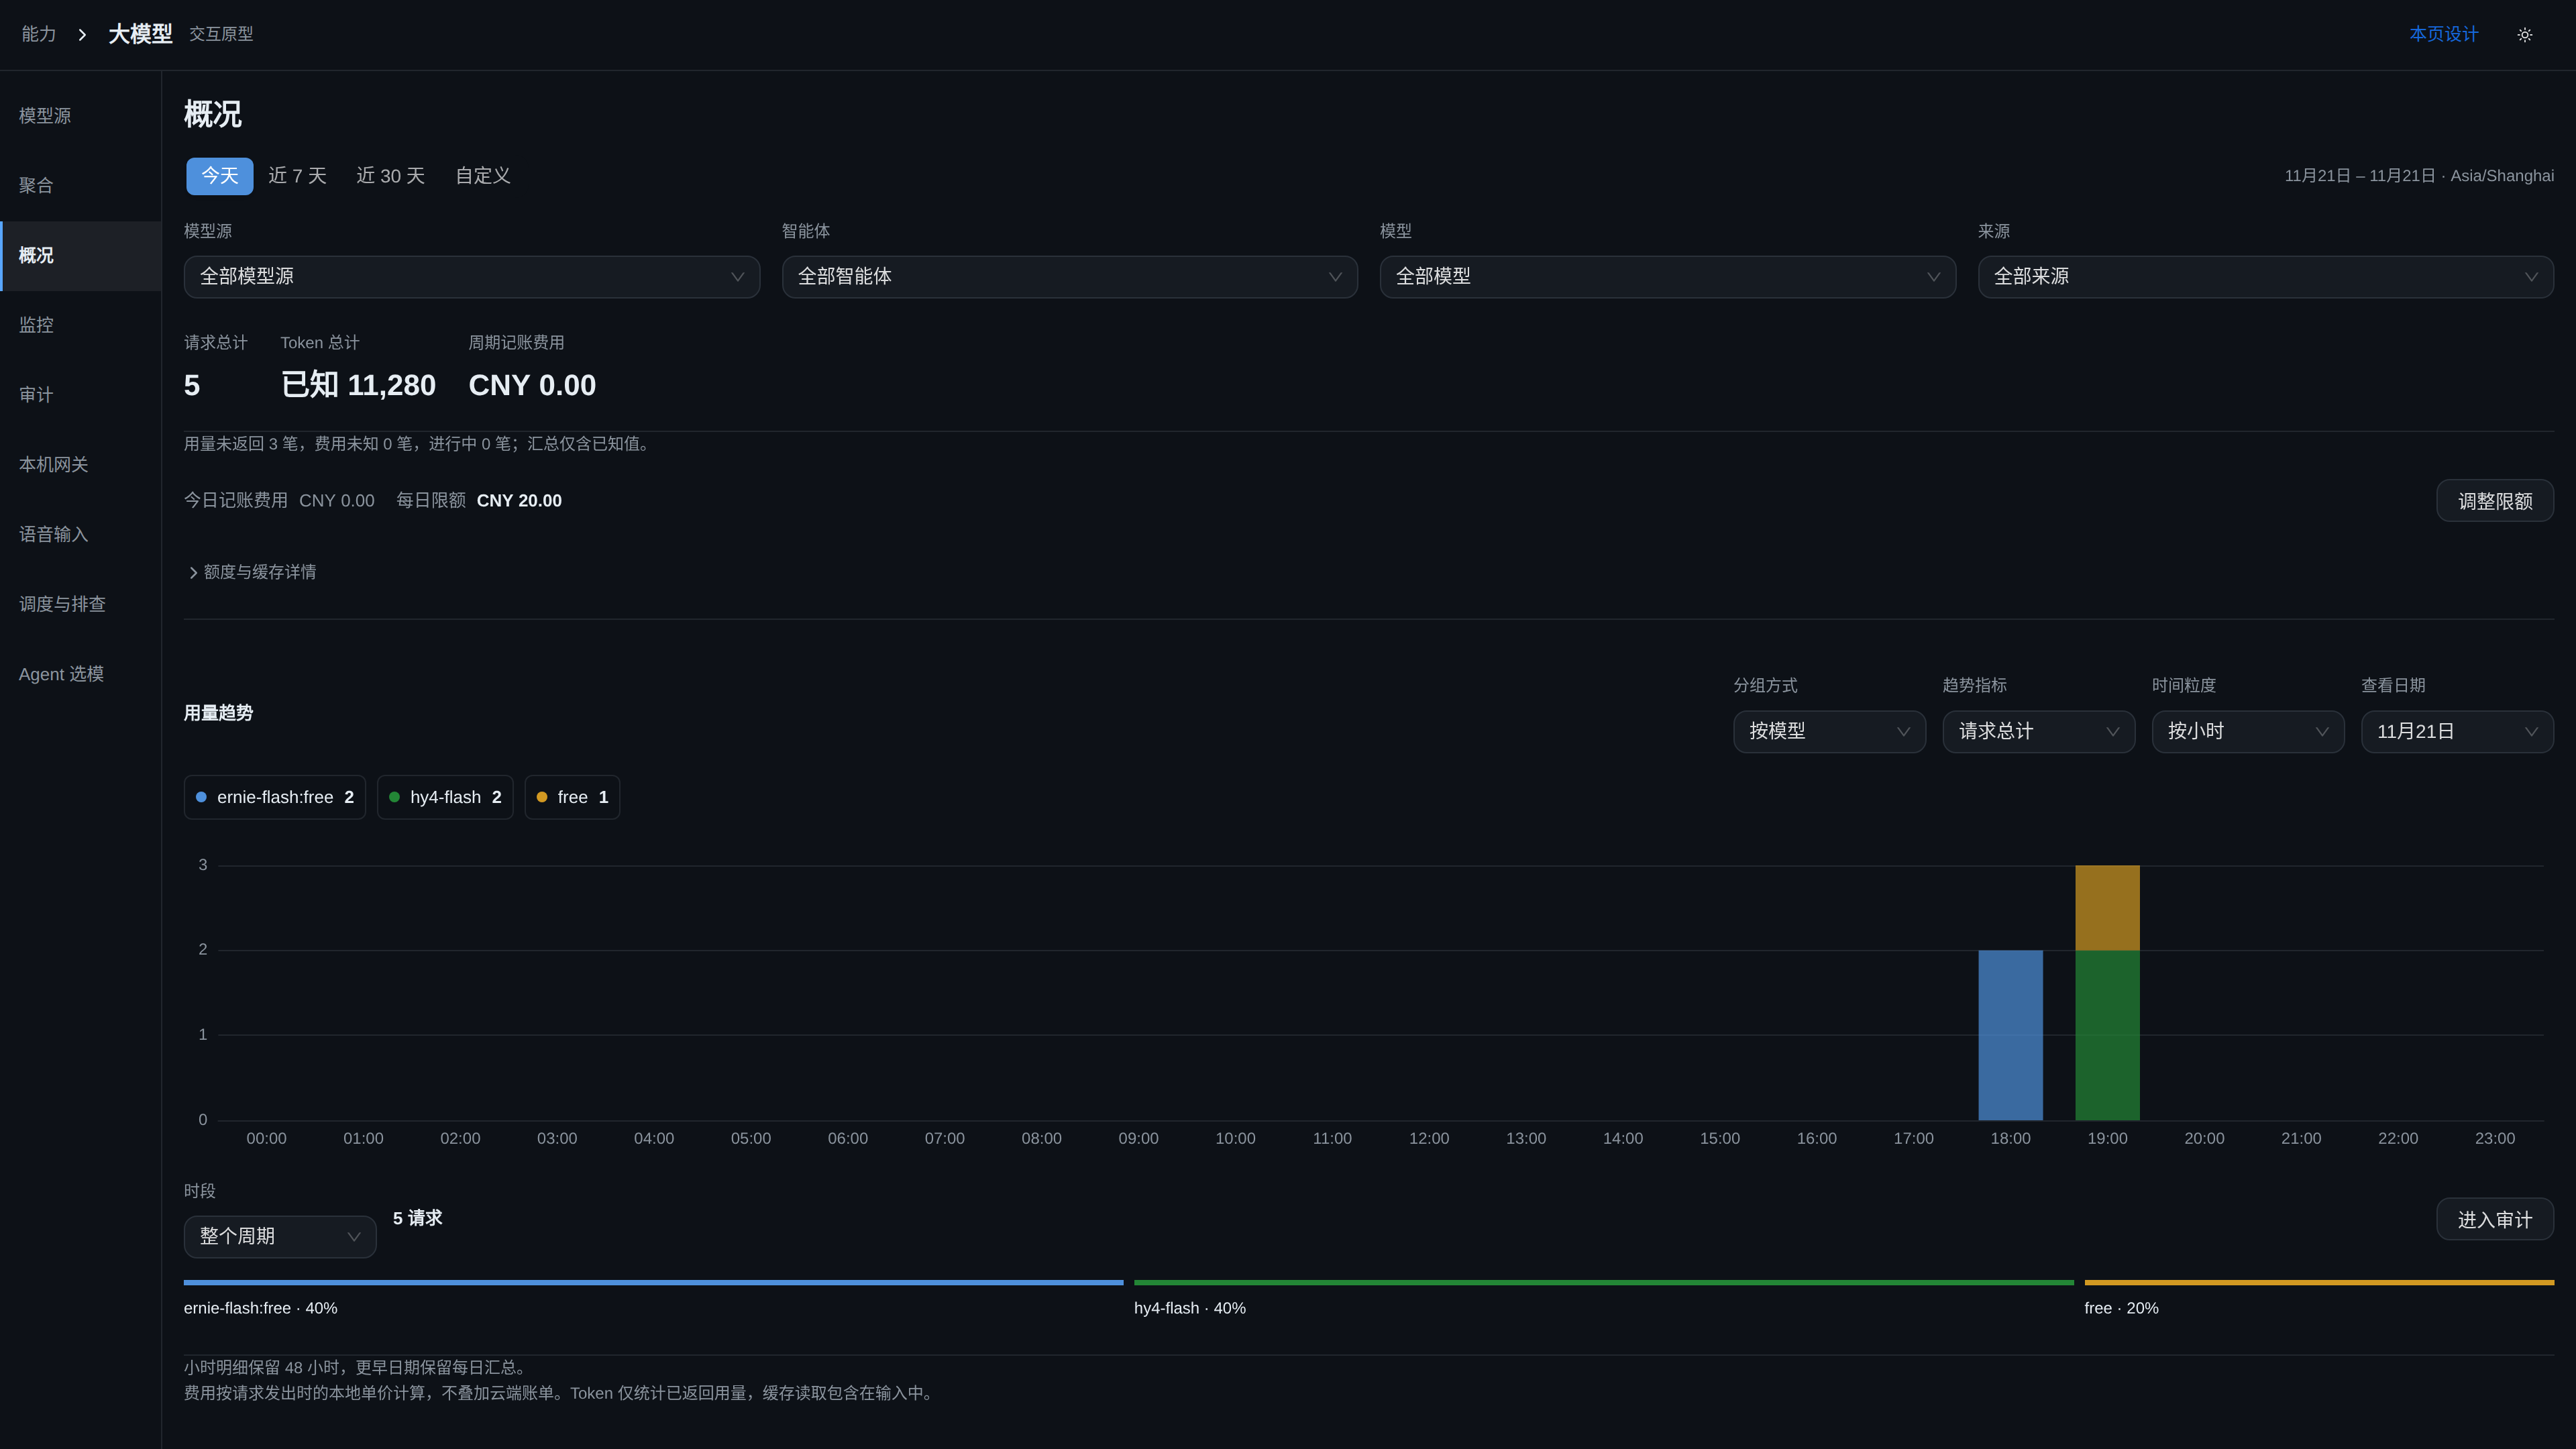 能力 大模型 交互原型 本页设计
模型源
聚合
概况
监控
审计
本机网关
语音输入
调度与排查
Agent 选模
概况
今天 近 7 天 近 30 天 自定义 11月21日 – 11月21日 · Asia/Shanghai
模型源 智能体 模型 来源
全部模型源 全部智能体 全部模型 全部来源
请求总计 Token 总计 周期记账费用
5 已知 11,280 CNY 0.00
用量未返回 3 笔，费用未知 0 笔，进行中 0 笔；汇总仅含已知值。
今日记账费用 CNY 0.00 每日限额 CNY 20.00 调整限额
额度与缓存详情
分组方式 趋势指标 时间粒度 查看日期
用量趋势
按模型 请求总计 按小时 11月21日
ernie-flash:free 2 hy4-flash 2 free 1
3
2
1
0
00:00 01:00 02:00 03:00 04:00 05:00 06:00 07:00 08:00 09:00 10:00 11:00 12:00 13:00 14:00 15:00 16:00 17:00 18:00 19:00 20:00 21:00 22:00 23:00
时段
整个周期 5 请求 进入审计
ernie-flash:free · 40% hy4-flash · 40% free · 20%
小时明细保留 48 小时，更早日期保留每日汇总。
费用按请求发出时的本地单价计算，不叠加云端账单。Token 仅统计已返回用量，缓存读取包含在输入中。